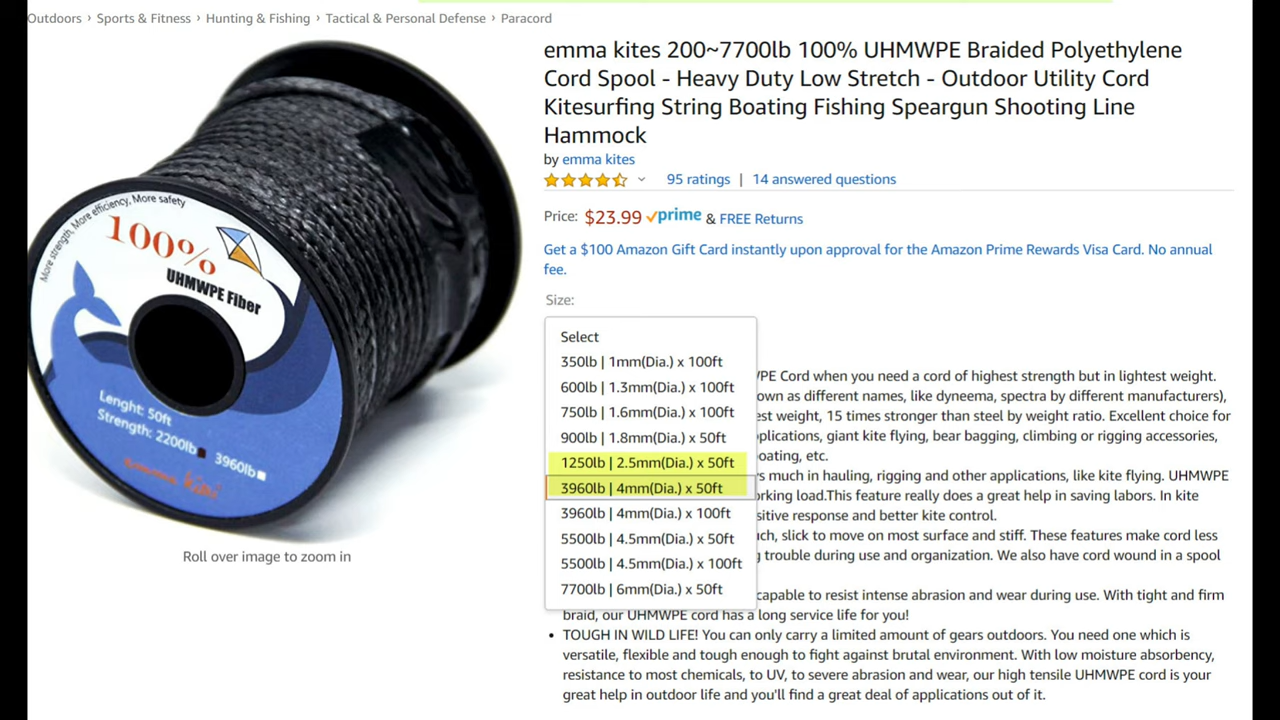 Outdoors › Sports & Fitness › Hunting & Fishing › Tactical & Personal Defense › Paracord
emma kites 200~7700lb 100% UHMWPE Braided Polyethylene
Cord Spool - Heavy Duty Low Stretch - Outdoor Utility Cord
Kitesurfing String Boating Fishing Speargun Shooting Line
Hammock
by emma kites
95 ratings | 14 answered questions
Price: $23.99 prime & FREE Returns
Get a $100 Amazon Gift Card instantly upon approval for the Amazon Prime Rewards Visa Card. No annual
fee.
Size:
Select
350lb | 1mm(Dia.) x 100ft
600lb | 1.3mm(Dia.) x 100ft
750lb | 1.6mm(Dia.) x 100ft
900lb | 1.8mm(Dia.) x 50ft
1250lb | 2.5mm(Dia.) x 50ft
3960lb | 4mm(Dia.) x 50ft
3960lb | 4mm(Dia.) x 100ft
5500lb | 4.5mm(Dia.) x 50ft
5500lb | 4.5mm(Dia.) x 100ft
7700lb | 6mm(Dia.) x 50ft
PE Cord when you need a cord of highest strength but in lightest weight.
own as different names, like dyneema, spectra by different manufacturers),
est weight, 15 times stronger than steel by weight ratio. Excellent choice for
plications, giant kite flying, bear bagging, climbing or rigging accessories,
oating, etc.
s much in hauling, rigging and other applications, like kite flying. UHMWPE
orking load.This feature really does a great help in saving labors. In kite
sitive response and better kite control.
ch, slick to move on most surface and stiff. These features make cord less
g trouble during use and organization. We also have cord wound in a spool
capable to resist intense abrasion and wear during use. With tight and firm
braid, our UHMWPE cord has a long service life for you!
• TOUGH IN WILD LIFE! You can only carry a limited amount of gears outdoors. You need one which is
versatile, flexible and tough enough to fight against brutal environment. With low moisture absorbency,
resistance to most chemicals, to UV, to severe abrasion and wear, our high tensile UHMWPE cord is your
great help in outdoor life and you'll find a great deal of applications out of it.
More strength, More efficiency, More safety
100%
UHMWPE Fiber
Lenght: 50ft
Strength: 2200lb 3960lb
Roll over image to zoom in